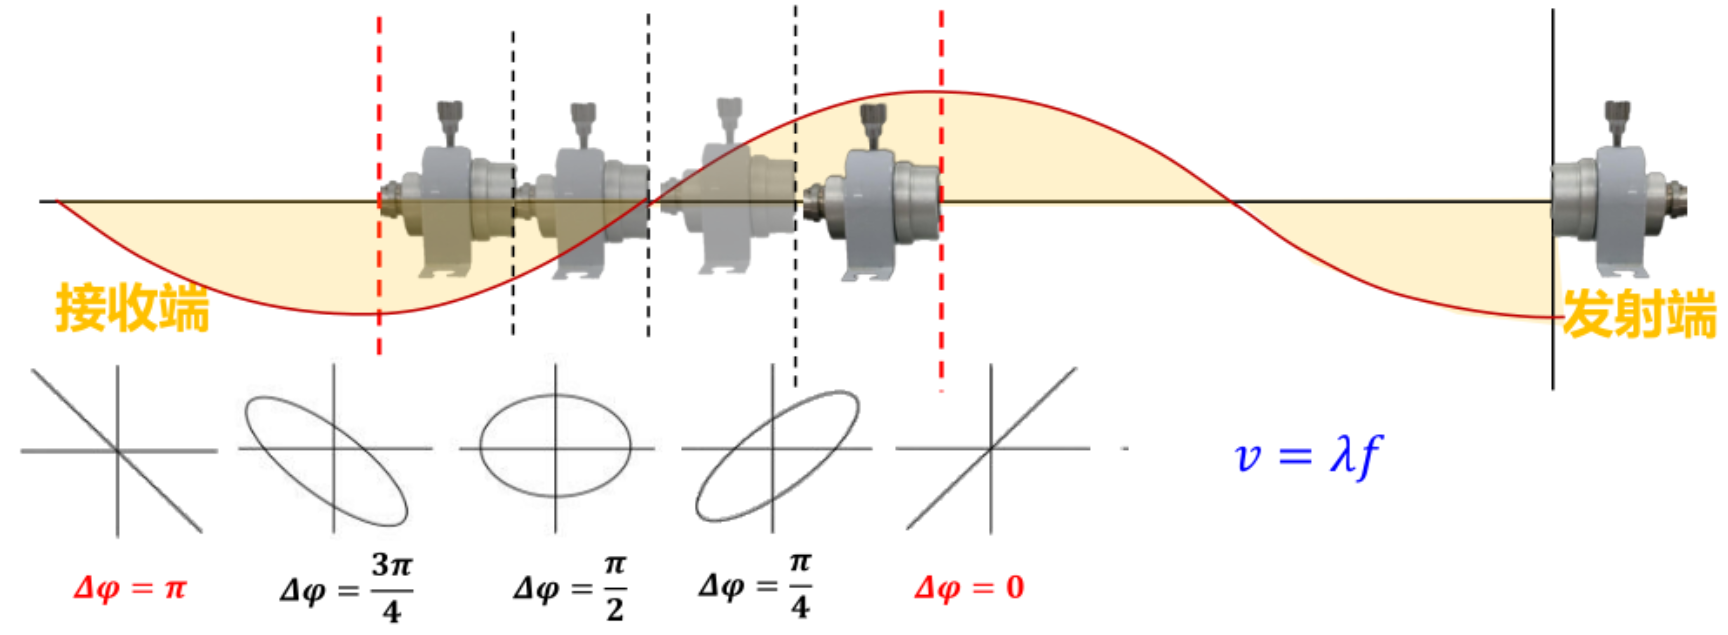 接收端
发射端
v = λf
Δφ = π
Δφ = 3π/4
Δφ = π/2
Δφ = π/4
Δφ = 0